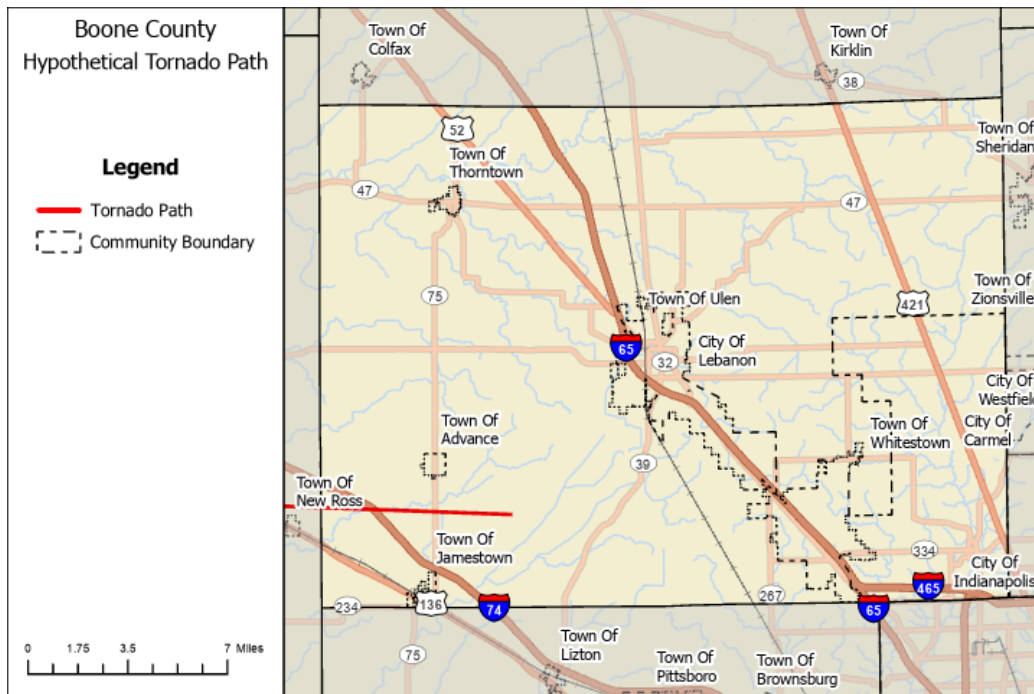 Boone County
Hypothetical Tornado Path
Legend
Tornado Path
Community Boundary
0 1.75 3.5 7 Miles
Town Of
Colfax
Town Of
Kirklin
38
52
Town Of
Thorntown
Town Of
Sheridan
47
47
75
Town Of Ulen
421
Town Of
Zionsville
65
32
City Of
Lebanon
City Of
Westfield
Town Of
Advance
Town Of
Whitestown
City Of
Carmel
39
Town Of
New Ross
Town Of
Jamestown
334
City Of
Indianapolis
234
136
74
267
65
465
75
Town Of
Lizton
Town Of
Pittsboro
Town Of
Brownsburg